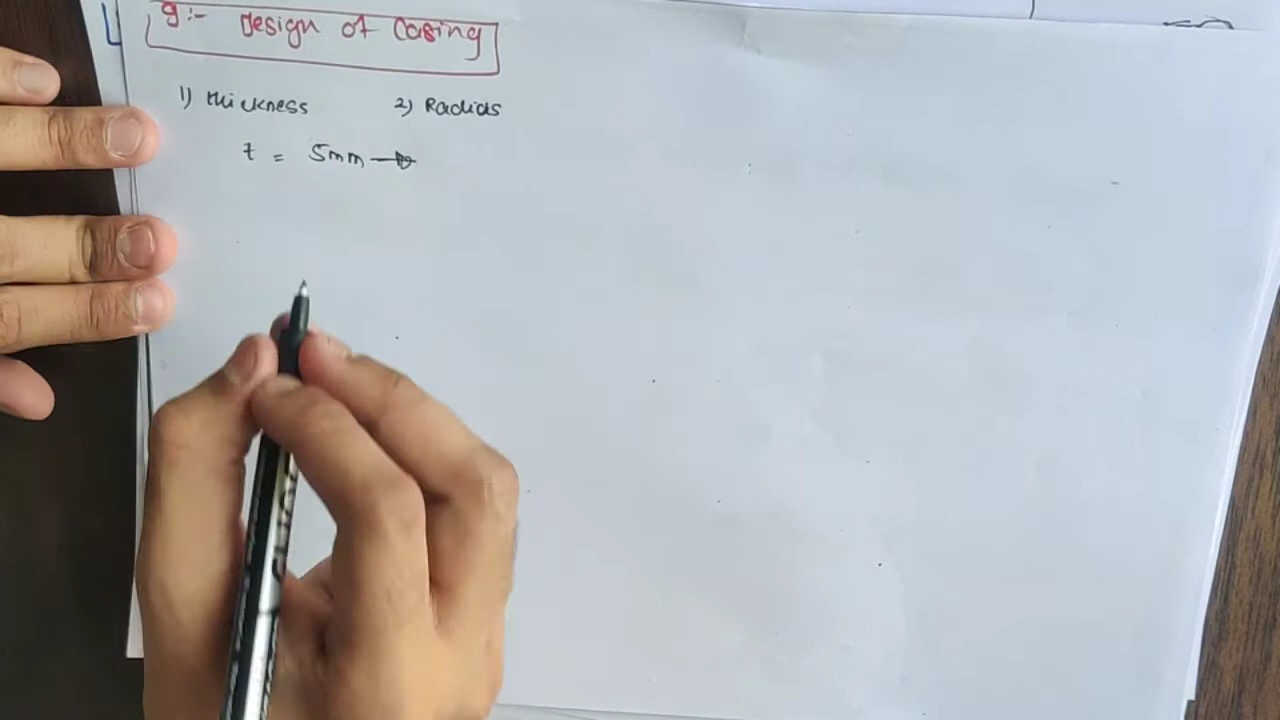 9:- Design of Casing
1) thickness 2) Radius
t = 5mm